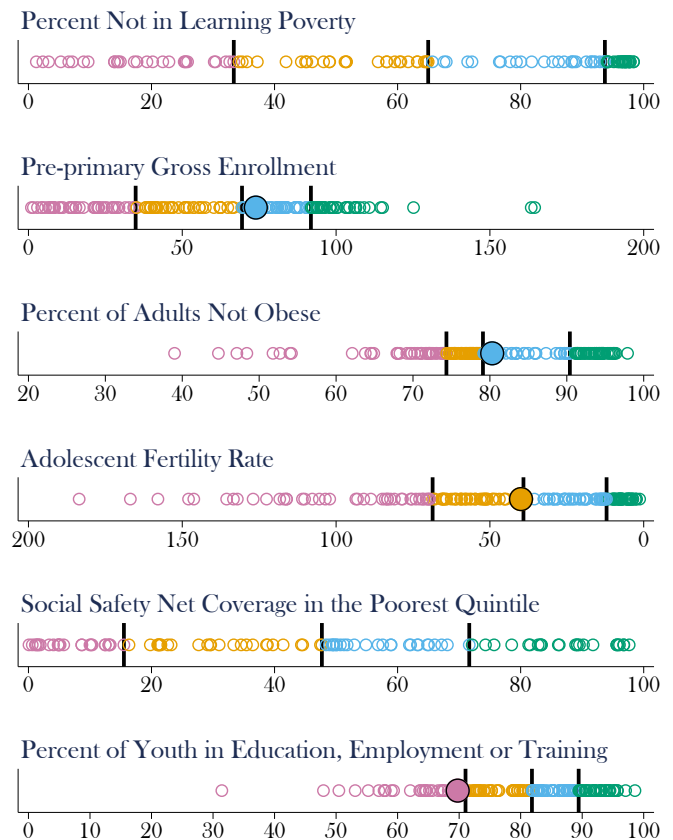 Percent Not in Learning Poverty
0 20 40 60 80 100
Pre-primary Gross Enrollment
0 50 100 150 200
Percent of Adults Not Obese
20 30 40 50 60 70 80 90 100
Adolescent Fertility Rate
200 150 100 50 0
Social Safety Net Coverage in the Poorest Quintile
0 20 40 60 80 100
Percent of Youth in Education, Employment or Training
0 10 20 30 40 50 60 70 80 90 100